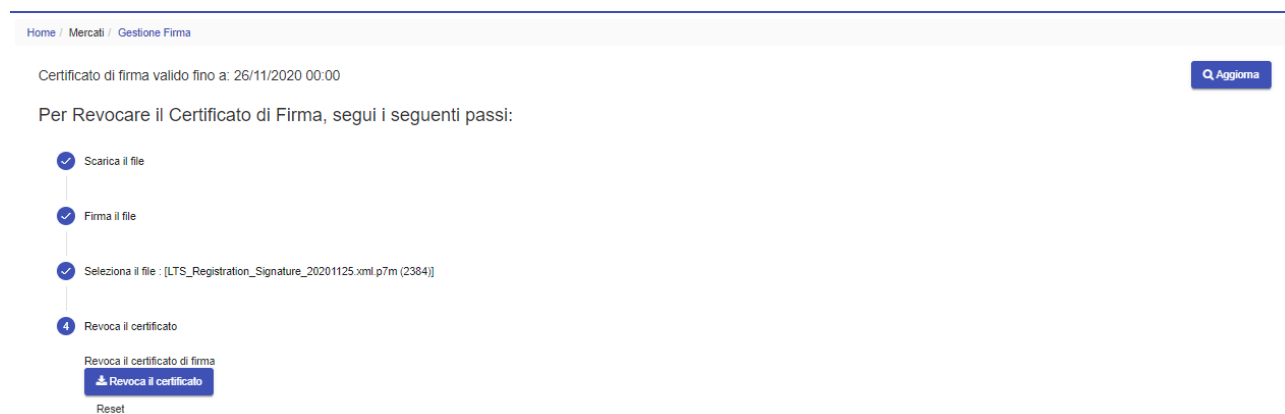 Home / Mercati / Gestione Firma
Certificato di firma valido fino a: 26/11/2020 00:00
Aggiorna
Per Revocare il Certificato di Firma, segui i seguenti passi:
Scarica il file
Firma il file
Seleziona il file : [LTS_Registration_Signature_20201125.xml.p7m (2384)]
4 Revoca il certificato
Revoca il certificato di firma
Revoca il certificato
Reset